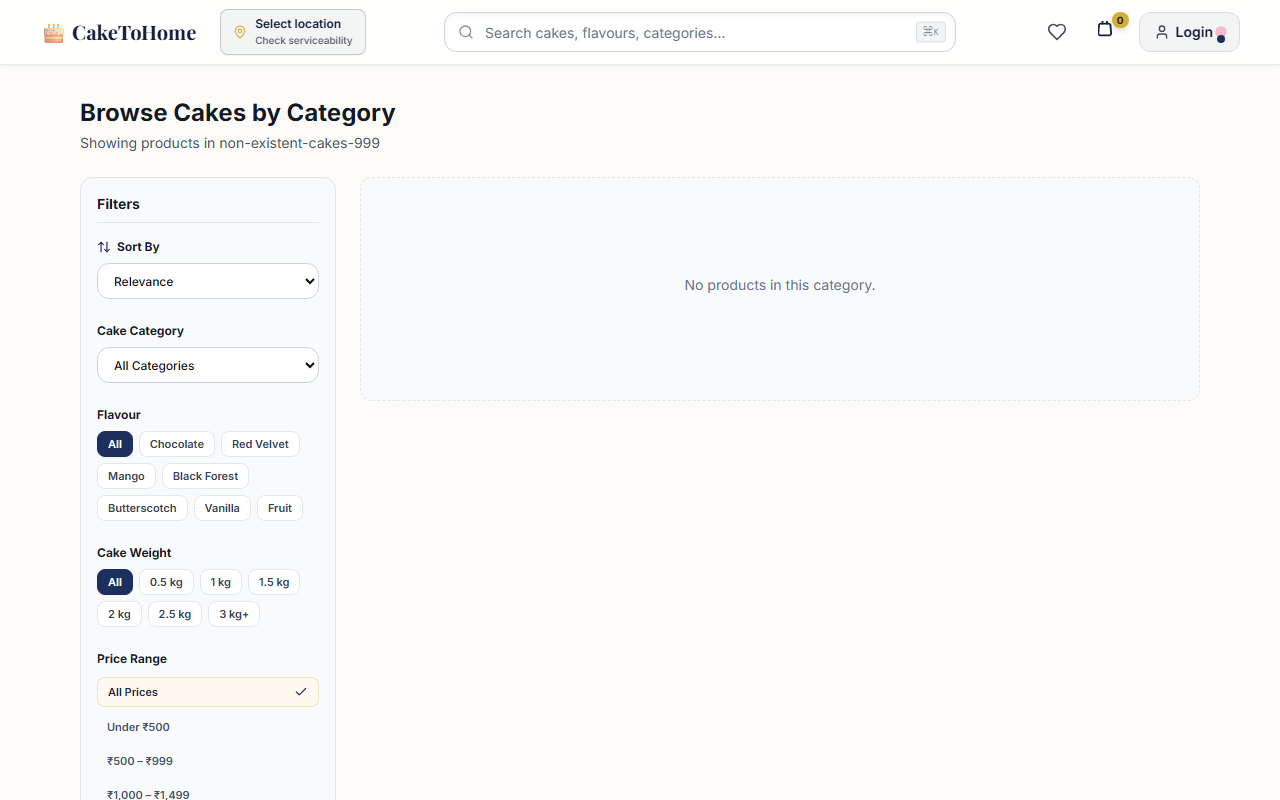 CakeToHome
Select location
Check serviceability
Search cakes, flavours, categories...
⌘K
0
Login
Browse Cakes by Category
Showing products in non-existent-cakes-999
Filters
Sort By
Relevance
Cake Category
All Categories
Flavour
All
Chocolate
Red Velvet
Mango
Black Forest
Butterscotch
Vanilla
Fruit
Cake Weight
All
0.5 kg
1 kg
1.5 kg
2 kg
2.5 kg
3 kg+
Price Range
All Prices
Under ₹500
₹500 – ₹999
₹1,000 – ₹1,499
No products in this category.